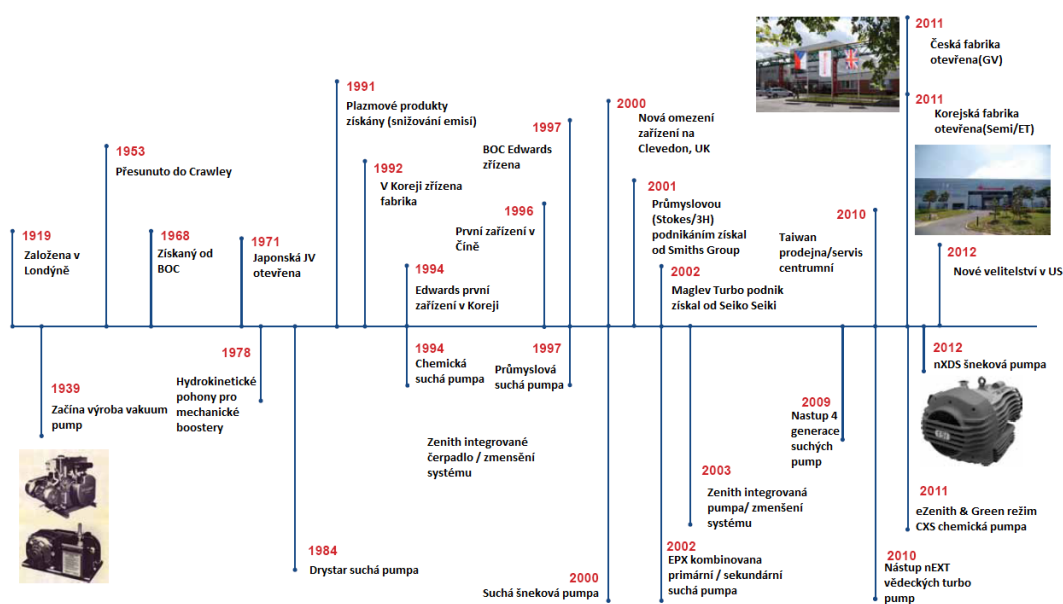 1919
Založena v
Londýně
1953
Přesunuto do Crawley
1968
Získaný od
BOC
1971
Japonská JV
otevřena
1991
Plazmové produkty
získány (snižování emisí)
1992
V Koreji zřízena
fabrika
1994
Edwards první
zařízení v Koreji
1996
První zařízení v
Číně
1997
BOC Edwards
zřízena
2000
Nová omezení
zařízení na
Clevedon, UK
2001
Průmyslovou
(Stokes/3H)
podnikáním získal
od Smiths Group
2002
Maglev Turbo podnik
získal od Seiko Seiki
2010
Taiwan
prodejna/servis
centrumní
2011
Česká fabrika
otevřena(GV)
2011
Korejská fabrika
otevřena(Semi/ET)
2012
Nové velitelství v US
1939
Začína výroba vakuum
pump
1978
Hydrokinetické
pohony pro
mechanické
boostery
1984
Drystar suchá pumpa
1994
Chemická
suchá pumpa
Zenith integrované
čerpadlo / zmensění
systému
1997
Průmyslová
suchá pumpa
2000
Suchá šneková pumpa
2002
EPX kombinovana
primární / sekundární
suchá pumpa
2003
Zenith integrovaná
pumpa/ zmenšení
systému
2009
Nastup 4
generace
suchých
pump
2010
Nástup nEXT
vědeckých turbo
pump
2011
eZenith & Green režim
CXS chemická pumpa
2012
nXDS šneková pumpa